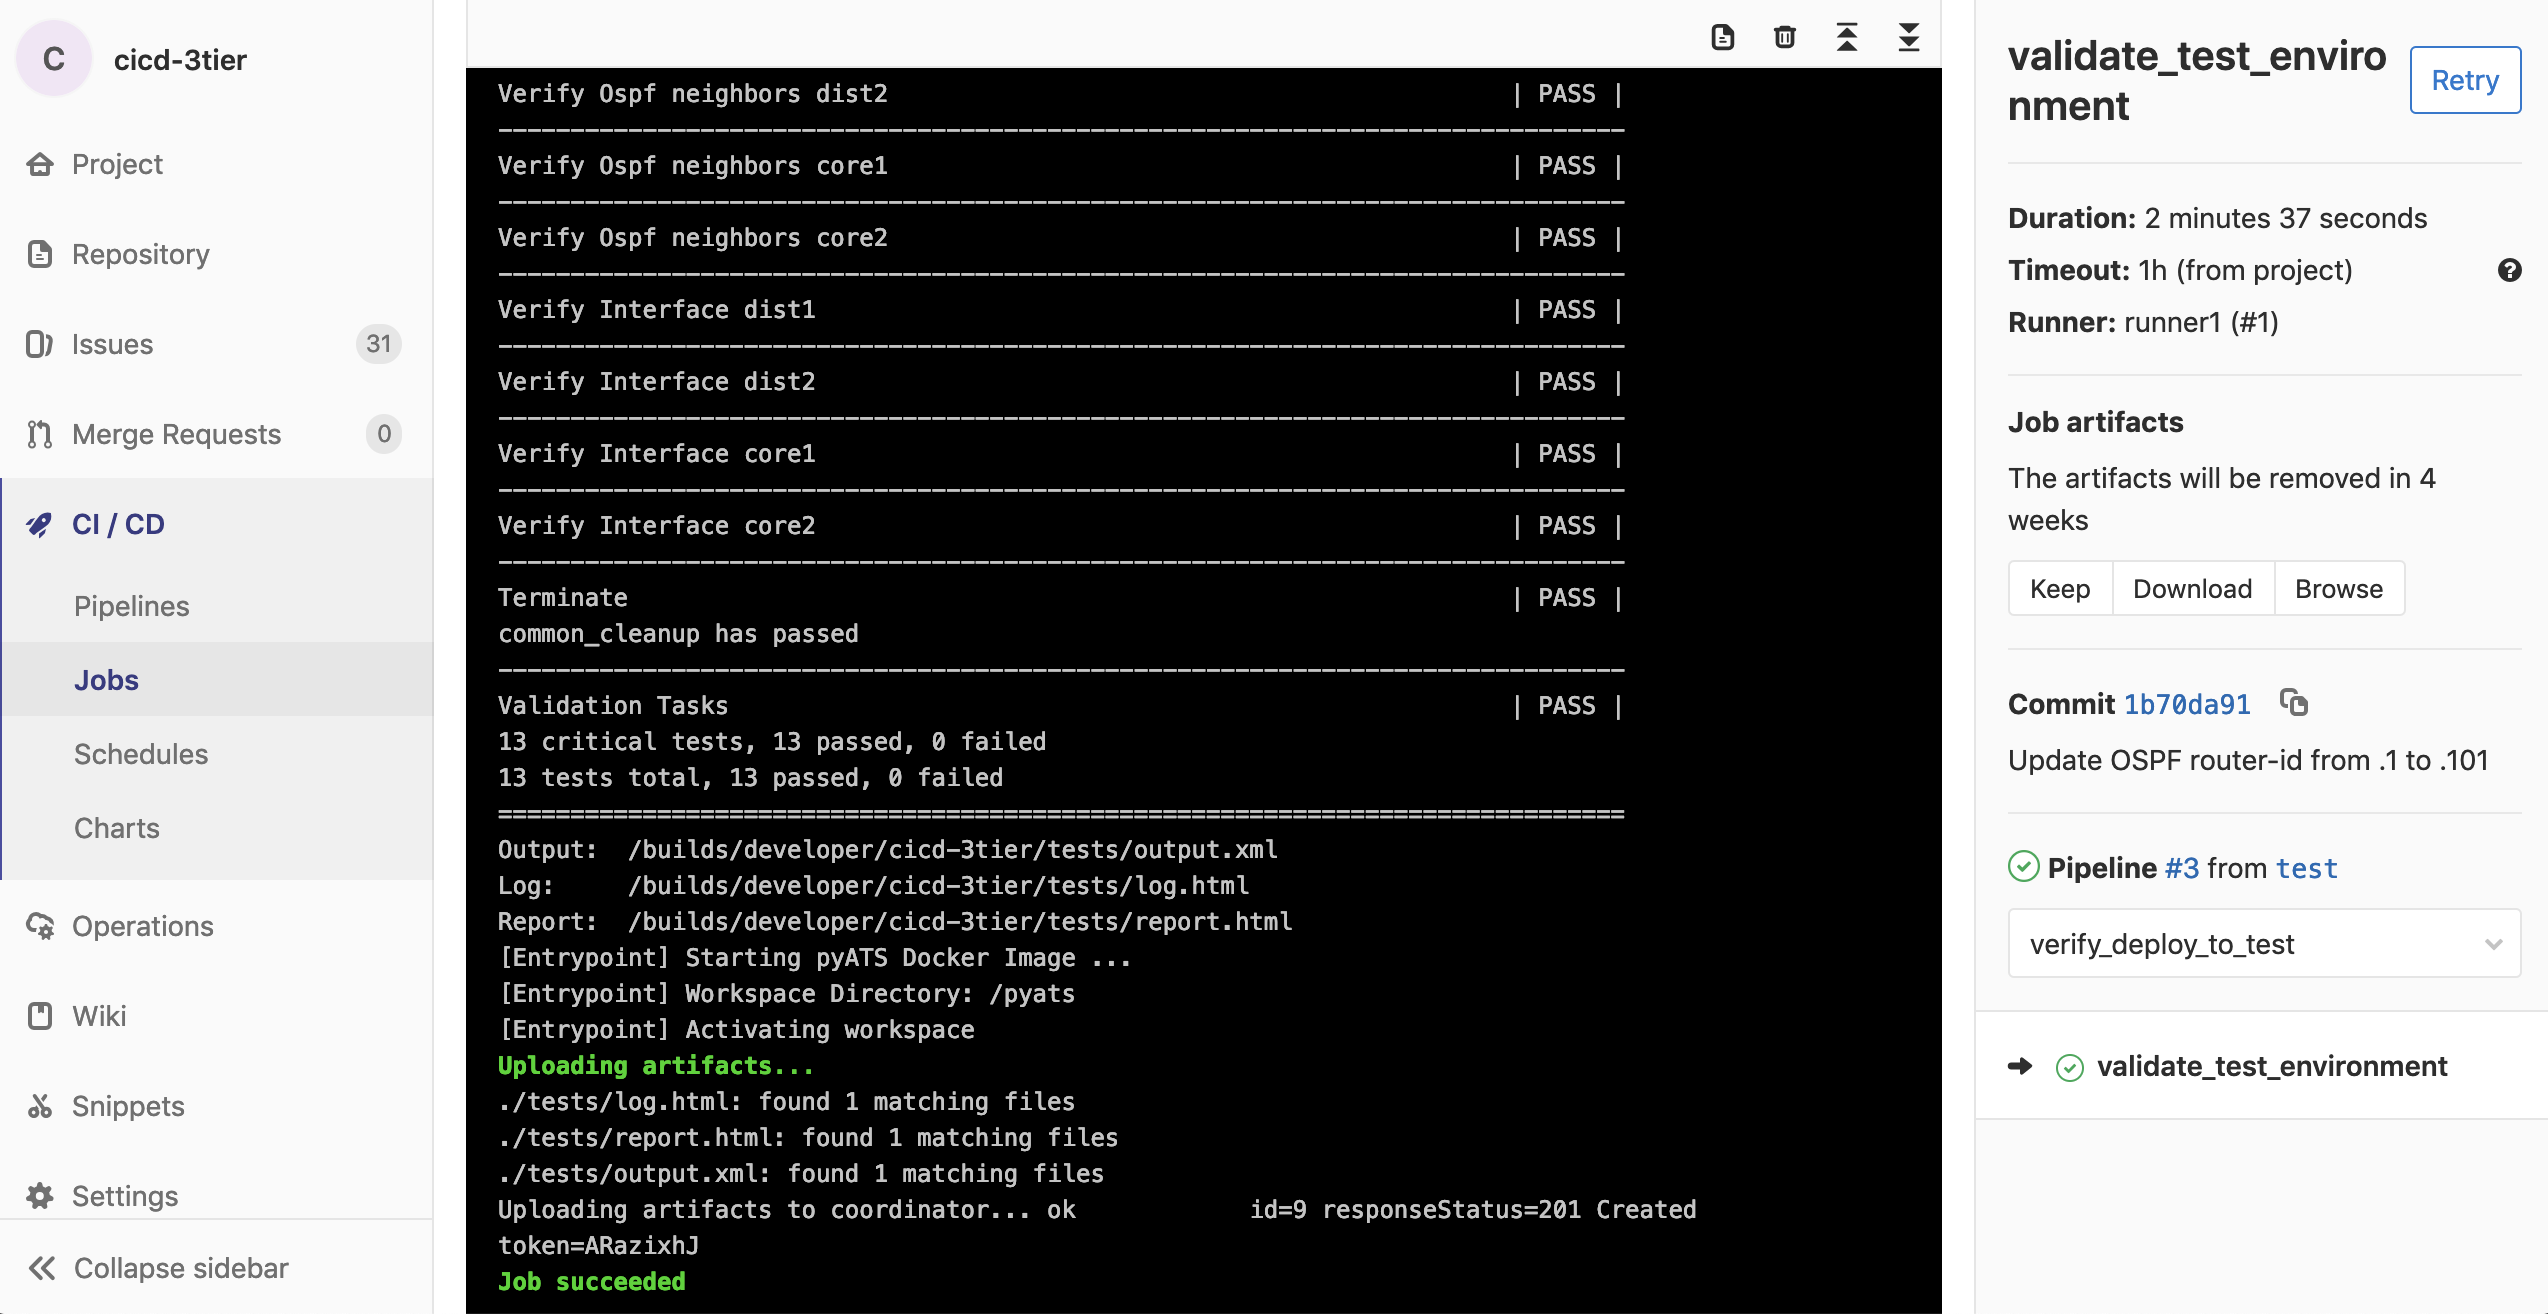 C cicd-3tier
Project
Repository
Issues 31
Merge Requests 0
CI / CD
Pipelines
Jobs
Schedules
Charts
Operations
Wiki
Snippets
Settings
Collapse sidebar
Verify Ospf neighbors dist2 | PASS |
------------------------------------------------------------------------------
Verify Ospf neighbors core1 | PASS |
------------------------------------------------------------------------------
Verify Ospf neighbors core2 | PASS |
------------------------------------------------------------------------------
Verify Interface dist1 | PASS |
------------------------------------------------------------------------------
Verify Interface dist2 | PASS |
------------------------------------------------------------------------------
Verify Interface core1 | PASS |
------------------------------------------------------------------------------
Verify Interface core2 | PASS |
------------------------------------------------------------------------------
Terminate | PASS |
common_cleanup has passed
------------------------------------------------------------------------------
Validation Tasks | PASS |
13 critical tests, 13 passed, 0 failed
13 tests total, 13 passed, 0 failed
==============================================================================
Output:  /builds/developer/cicd-3tier/tests/output.xml
Log:     /builds/developer/cicd-3tier/tests/log.html
Report:  /builds/developer/cicd-3tier/tests/report.html
[Entrypoint] Starting pyATS Docker Image ...
[Entrypoint] Workspace Directory: /pyats
[Entrypoint] Activating workspace
Uploading artifacts...
./tests/log.html: found 1 matching files
./tests/report.html: found 1 matching files
./tests/output.xml: found 1 matching files
Uploading artifacts to coordinator... ok            id=9 responseStatus=201 Created
token=ARazixhJ
Job succeeded
validate_test_enviro
nment
Retry
Duration: 2 minutes 37 seconds
Timeout: 1h (from project)
Runner: runner1 (#1)
Job artifacts
The artifacts will be removed in 4
weeks
Keep Download Browse
Commit 1b70da91
Update OSPF router-id from .1 to .101
Pipeline #3 from test
verify_deploy_to_test
validate_test_environment